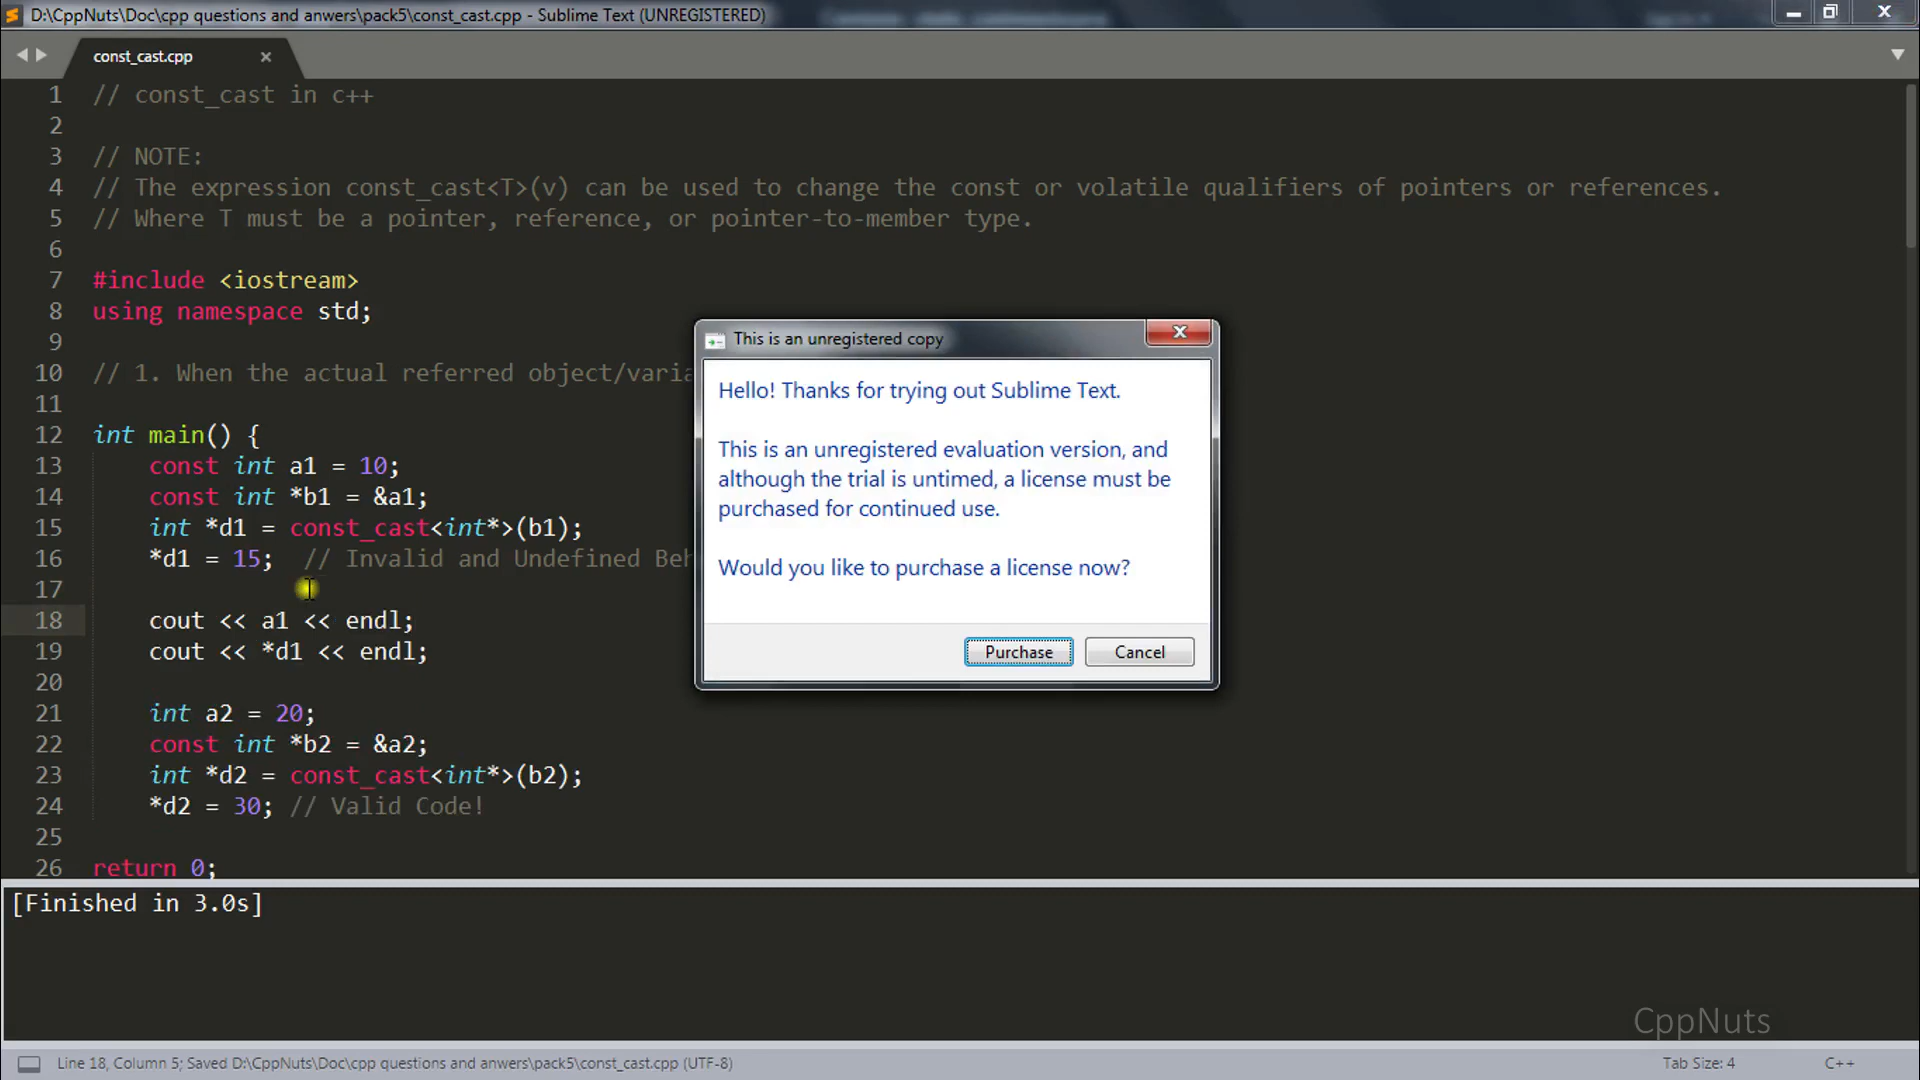 D:\CppNuts\Doc\cpp questions and anwers\pack5\const_cast.cpp - Sublime Text (UNREGISTERED)
const_cast.cpp
1 // const_cast in c++
2
3 // NOTE:
4 // The expression const_cast<T>(v) can be used to change the const or volatile qualifiers of pointers or references.
5 // Where T must be a pointer, reference, or pointer-to-member type.
6
7 #include <iostream>
8 using namespace std;
9
10 // 1. When the actual referred object/varia
11
12 int main() {
13 const int a1 = 10;
14 const int *b1 = &a1;
15 int *d1 = const_cast<int*>(b1);
16 *d1 = 15; // Invalid and Undefined Beh
17
18 cout << a1 << endl;
19 cout << *d1 << endl;
20
21 int a2 = 20;
22 const int *b2 = &a2;
23 int *d2 = const_cast<int*>(b2);
24 *d2 = 30; // Valid Code!
25
26 return 0;
This is an unregistered copy
Hello! Thanks for trying out Sublime Text.
This is an unregistered evaluation version, and
although the trial is untimed, a license must be
purchased for continued use.
Would you like to purchase a license now?
Purchase Cancel
[Finished in 3.0s]
CppNuts
Line 18, Column 5; Saved D:\CppNuts\Doc\cpp questions and anwers\pack5\const_cast.cpp (UTF-8)
Tab Size: 4 C++